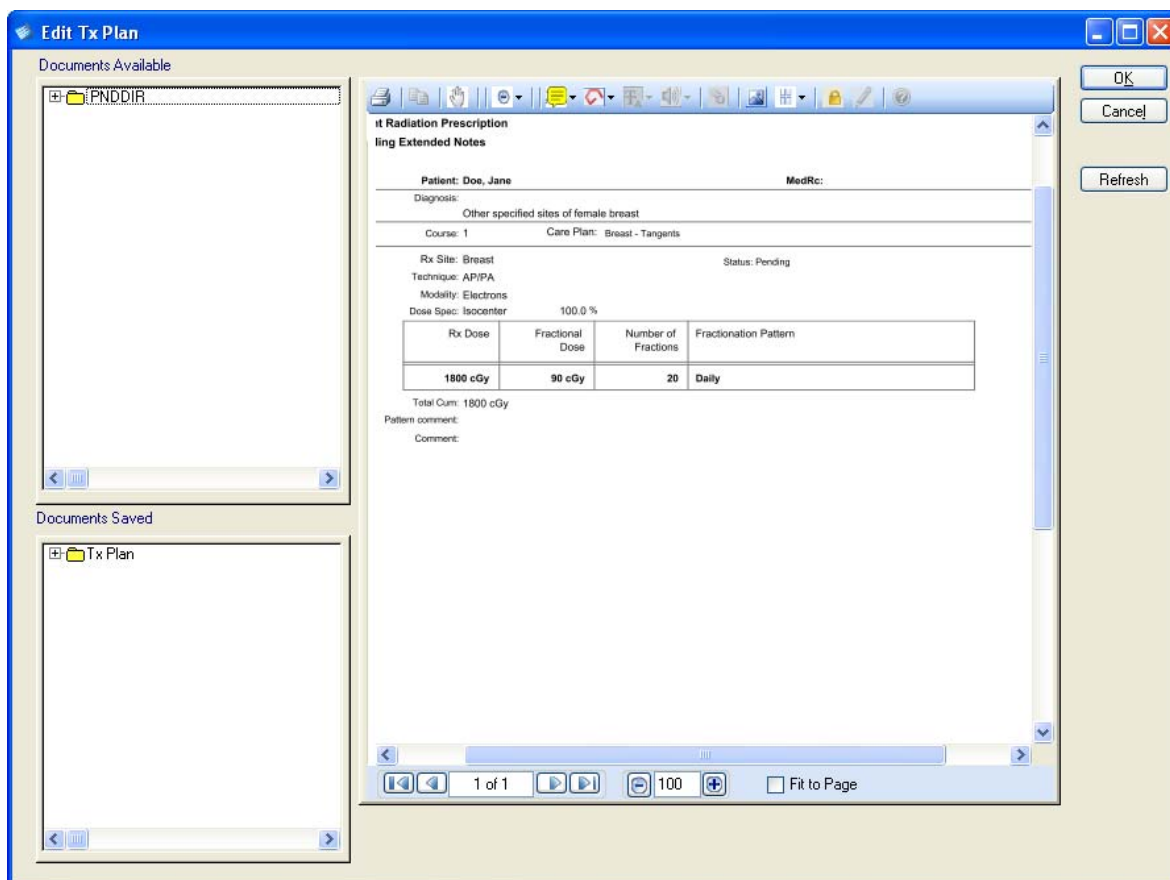 Edit Tx Plan
Documents Available
PNDDIR
OK
Cancel
Refresh
nt Radiation Prescription
ling Extended Notes
Patient: Doe, Jane MedRc:
Diagnosis:
Other specified sites of female breast
Course: 1 Care Plan: Breast - Tangents
Rx Site: Breast Status: Pending
Technique: AP/PA
Modality: Electrons
Dose Spec: Isocenter 100.0 %
Rx Dose Fractional Dose Number of Fractions Fractionation Pattern
1800 cGy 90 cGy 20 Daily
Total Cum: 1800 cGy
Pattern comment:
Comment:
Documents Saved
Tx Plan
1 of 1 100 Fit to Page